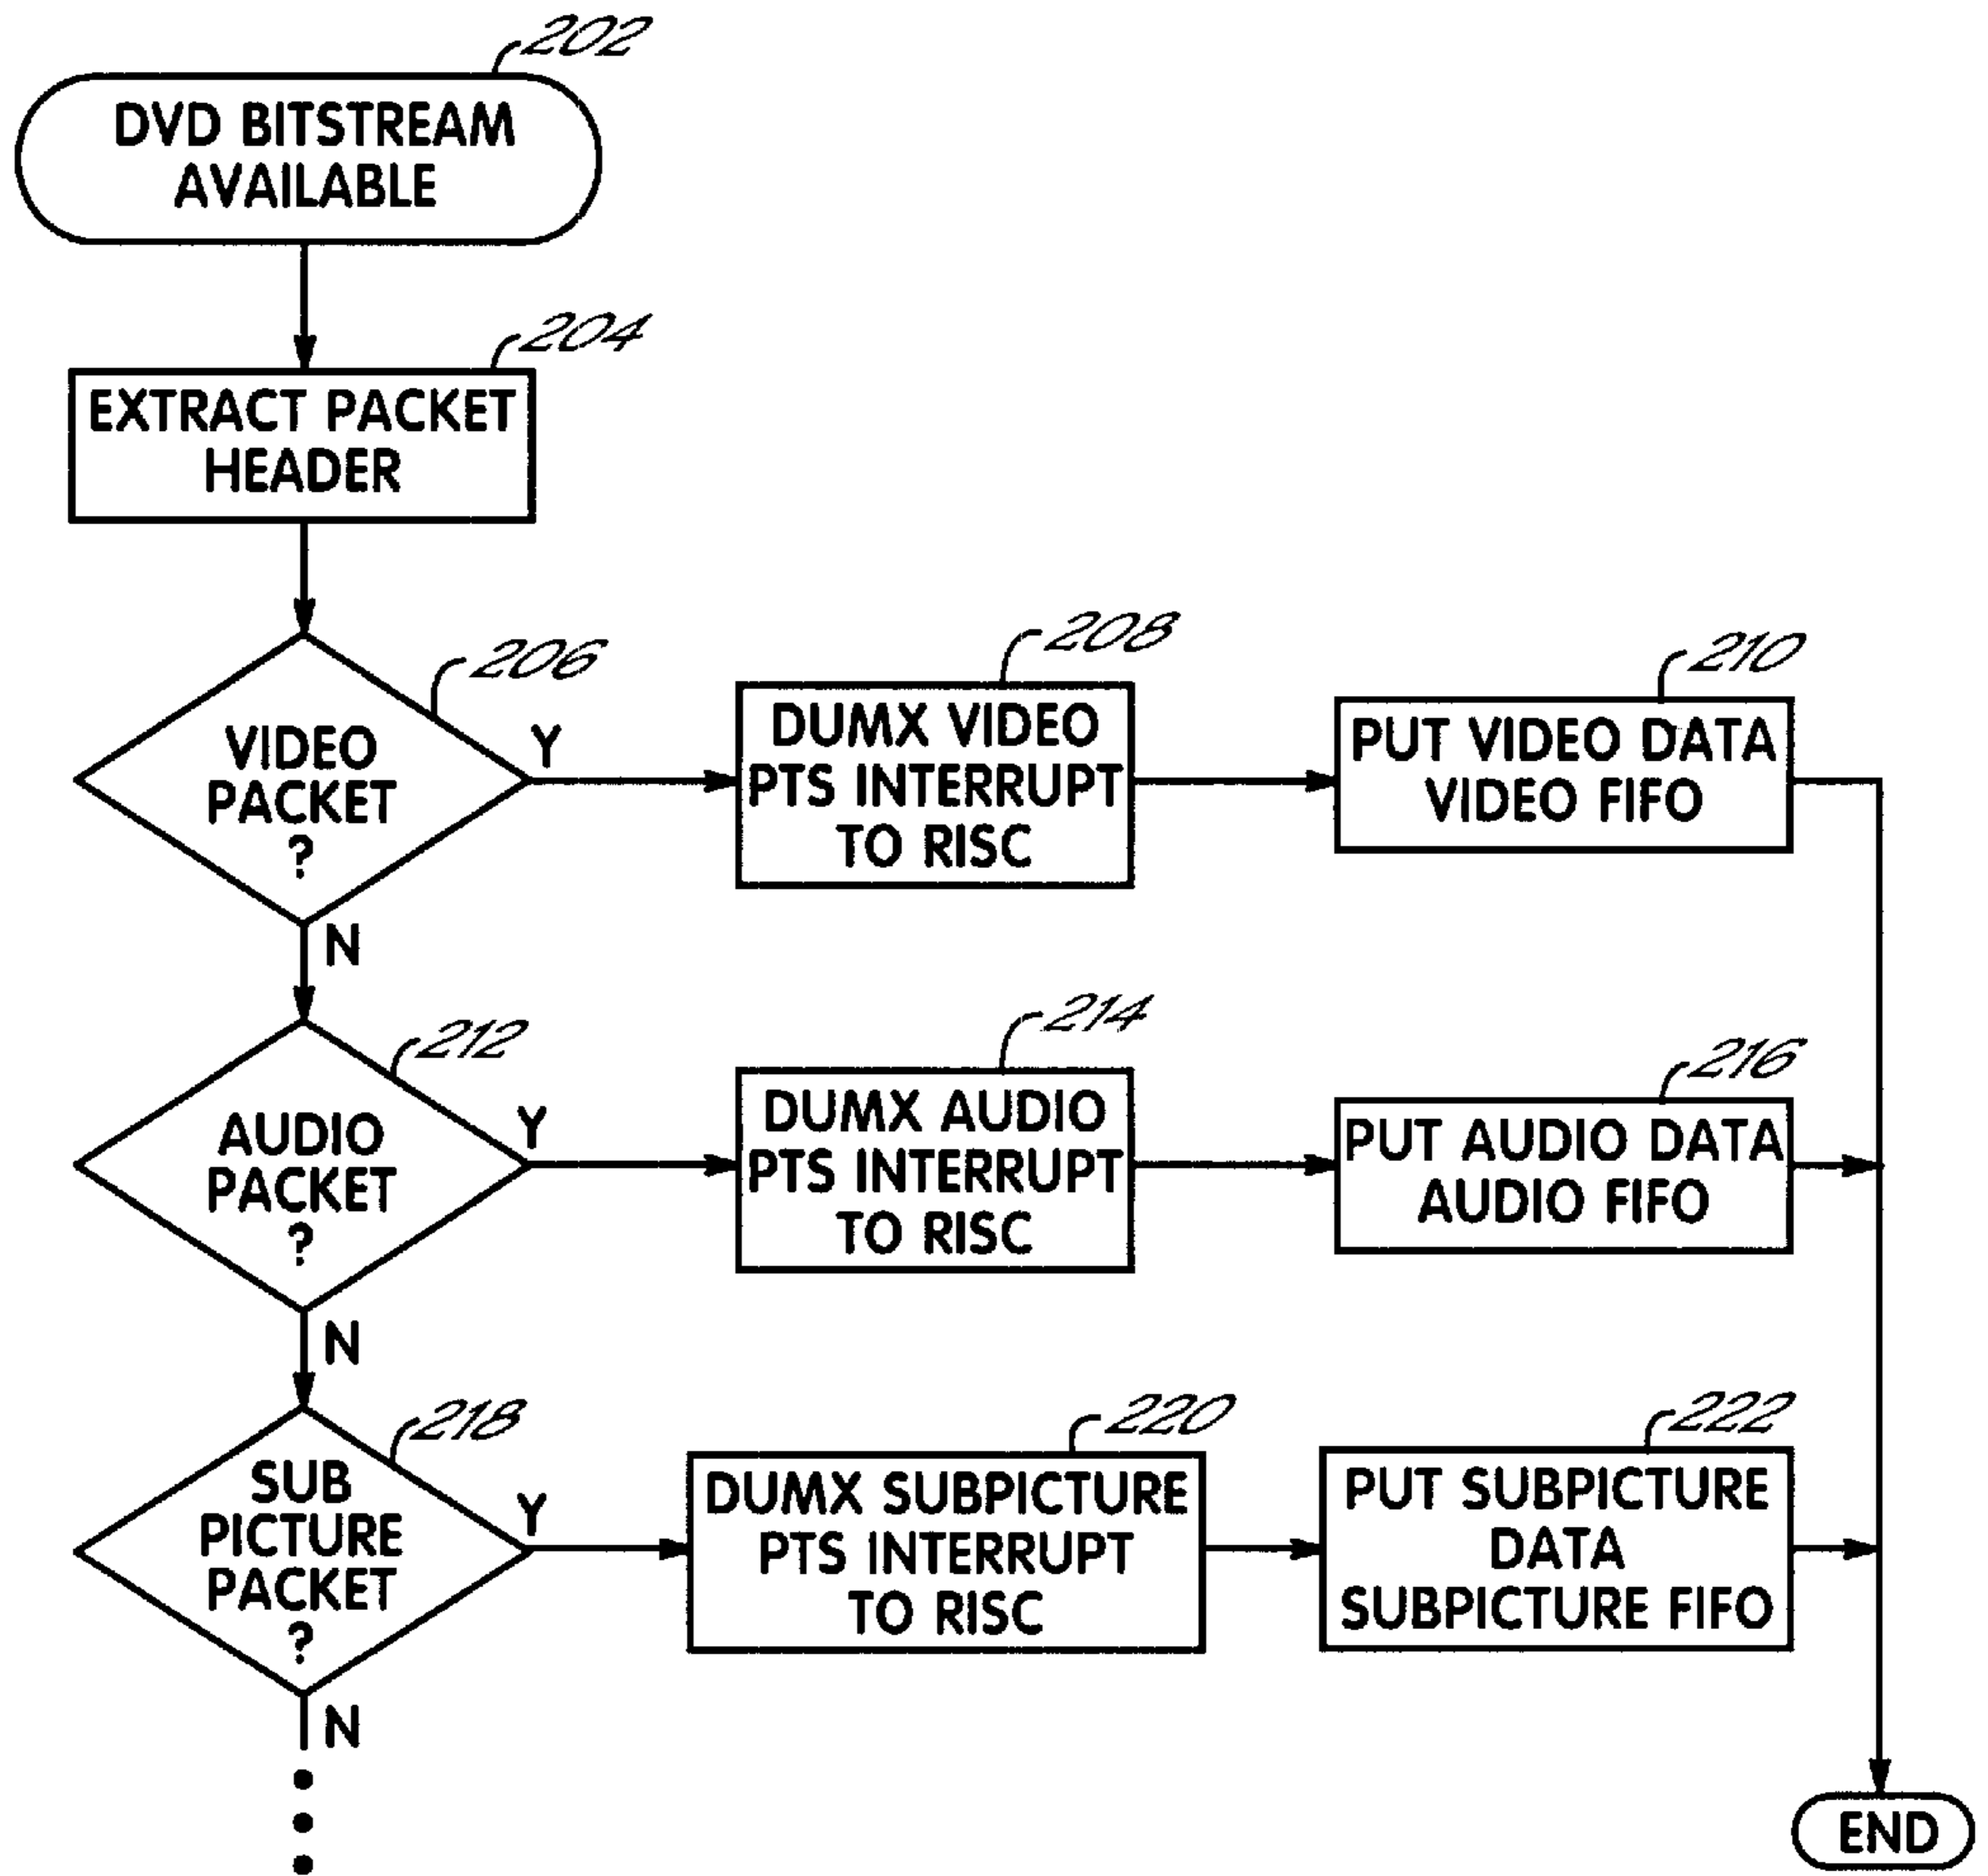 202
DVD BITSTREAM
AVAILABLE
204
EXTRACT PACKET
HEADER
206
VIDEO
PACKET
?
Y
N
208
DUMX VIDEO
PTS INTERRUPT
TO RISC
210
PUT VIDEO DATA
VIDEO FIFO
212
AUDIO
PACKET
?
Y
N
214
DUMX AUDIO
PTS INTERRUPT
TO RISC
216
PUT AUDIO DATA
AUDIO FIFO
218
SUB
PICTURE
PACKET
?
Y
N
220
DUMX SUBPICTURE
PTS INTERRUPT
TO RISC
222
PUT SUBPICTURE
DATA
SUBPICTURE FIFO
END